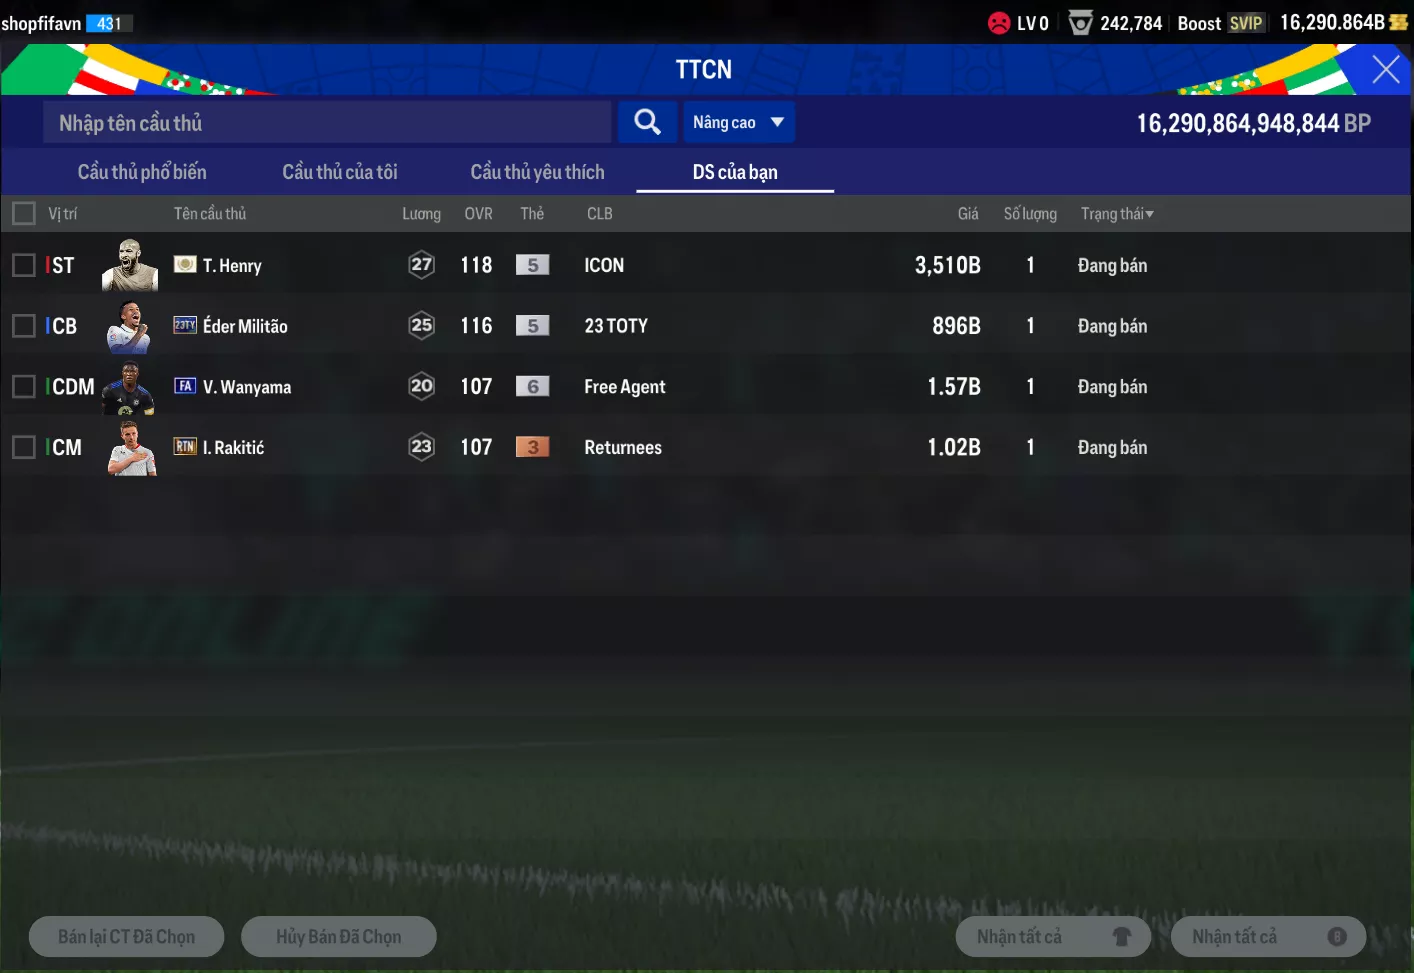 shopfifavn 431 LV 0 242,784 Boost SVIP 16,290.864B
TTCN
Nhập tên cầu thủ Nâng cao 16,290,864,948,844 BP
Cầu thủ phổ biến Cầu thủ của tôi Cầu thủ yêu thích DS của bạn
Vị trí Tên cầu thủ Lương OVR Thẻ CLB Giá Số lượng Trạng thái
ST T. Henry 27 118 5 ICON 3,510B 1 Đang bán
CB 23TY Éder Militão 25 116 5 23 TOTY 896B 1 Đang bán
CDM FA V. Wanyama 20 107 6 Free Agent 1.57B 1 Đang bán
CM RTN I. Rakitić 23 107 3 Returnees 1.02B 1 Đang bán
C ONLINE
Bán lại CT Đã Chọn Hủy Bán Đã Chọn Nhận tất cả Nhận tất cả B